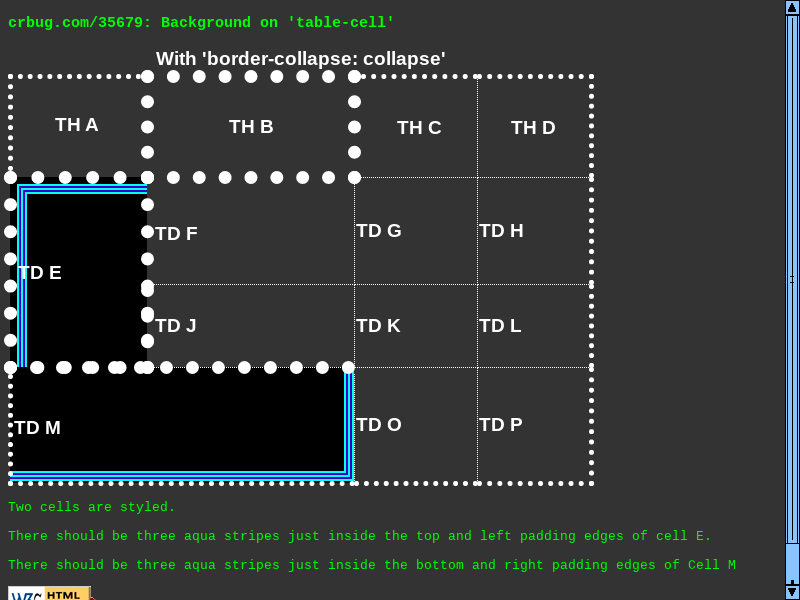 crbug.com/35679: Background on 'table-cell'
With 'border-collapse: collapse'
TH A TH B TH C TH D
TD F TD G TD H
TD E
TD J TD K TD L
TD M TD O TD P
Two cells are styled.
There should be three aqua stripes just inside the top and left padding edges of cell E.
There should be three aqua stripes just inside the bottom and right padding edges of Cell M
W3C HTML